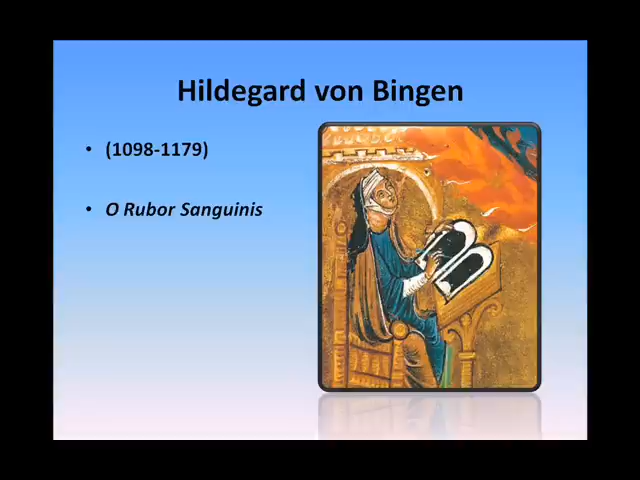 Hildegard von Bingen
• (1098-1179)
• O Rubor Sanguinis